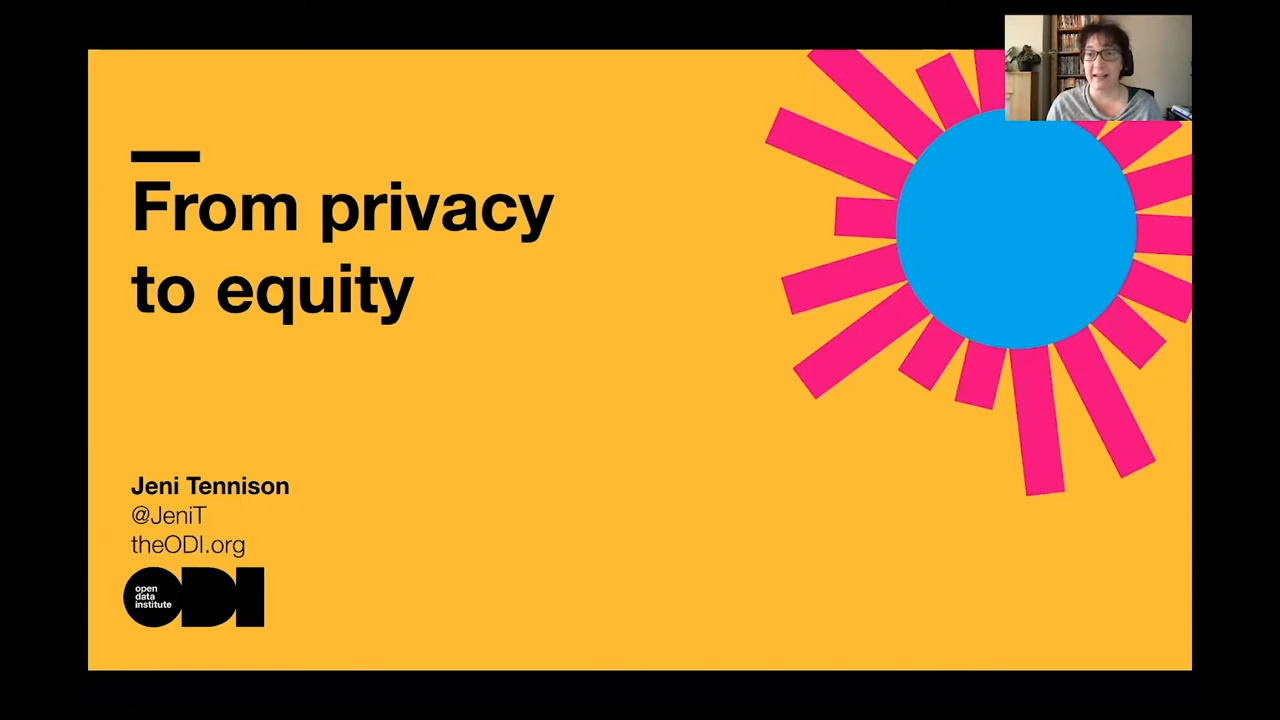 From privacy
to equity
Jeni Tennison
@JeniT
theODI.org
open
data
institute
ODI